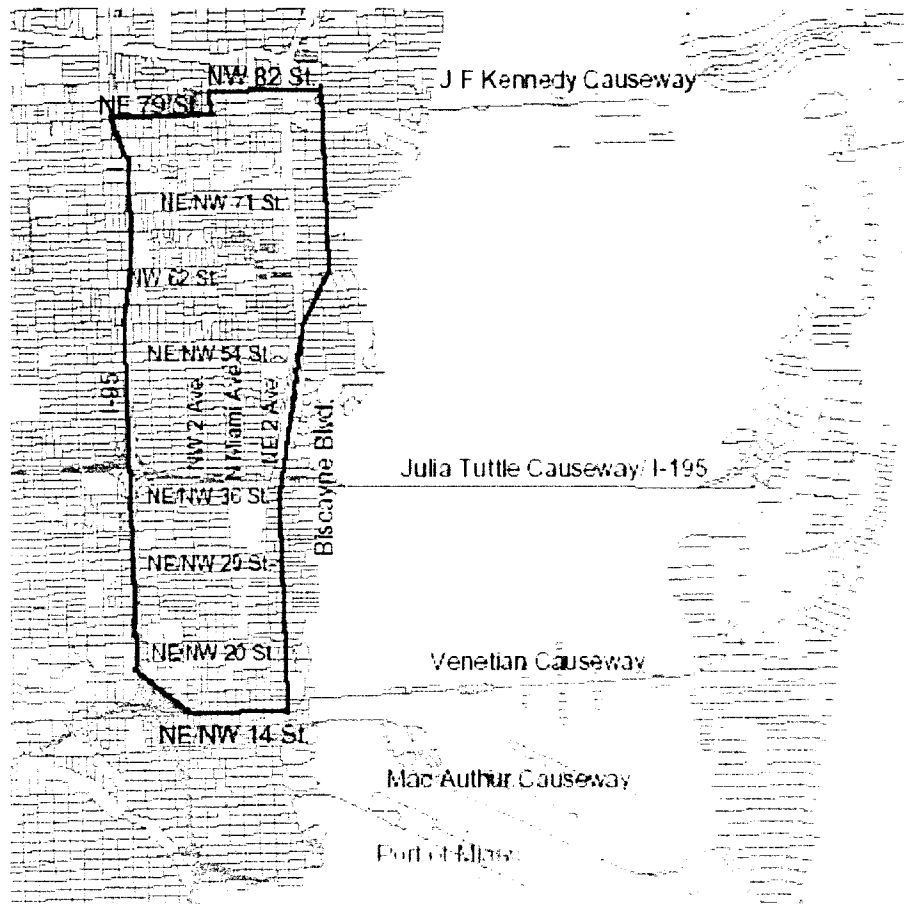 NW 82 St.
J F Kennedy Causeway
NE 79 St.
NE/NW 71 St.
NW 62 St.
NE/NW 54 St.
I-95
NW 2 Ave
N Miami Ave
NE 2 Ave
Biscayne Blvd.
Julia Tuttle Causeway/ I-195
NE/NW 36 St.
NE/NW 29 St.
NE/NW 20 St.
Venetian Causeway
NE/NW 14 St.
Mac Authur Causeway
Port of